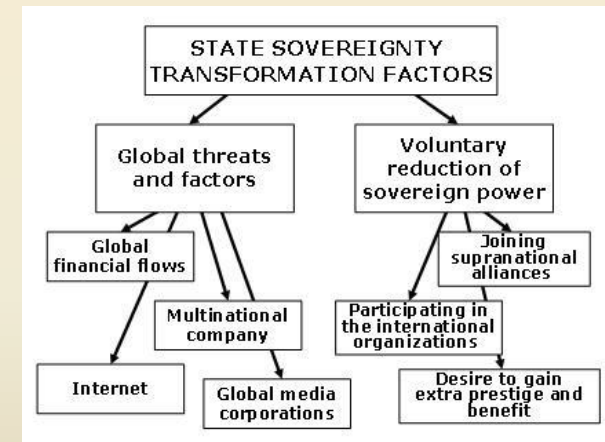 STATE SOVEREIGNTY
TRANSFORMATION FACTORS
Global threats
and factors
Voluntary
reduction of
sovereign power
Global
financial flows
Joining
supranational
alliances
Multinational
company
Participating in
the international
organizations
Internet
Global media
corporations
Desire to gain
extra prestige and
benefit